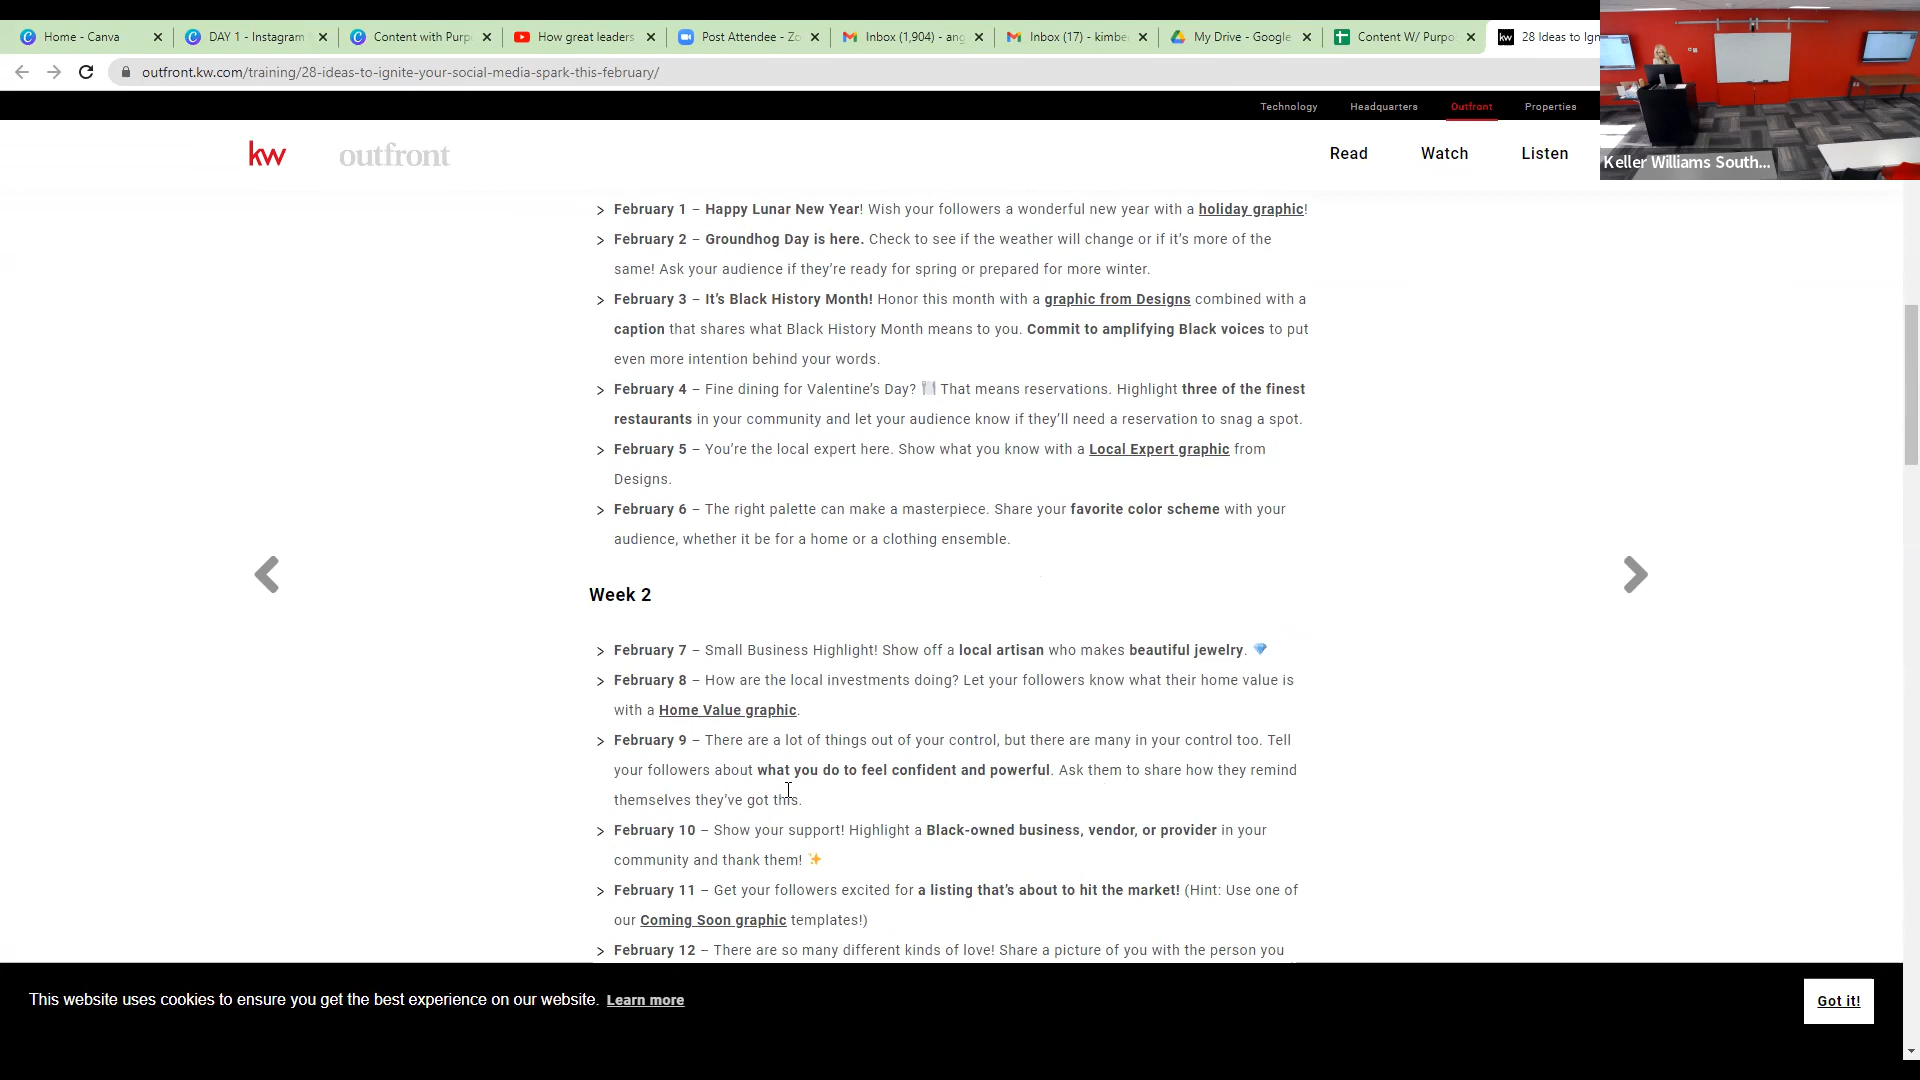 Home - Canva
DAY 1 - Instagram
Content with Purp
How great leaders
Post Attendee - Zo
Inbox (1,904) - ang
Inbox (17) - kimbe
My Drive - Google
Content W/ Purpo
28 Ideas to Ign
outfront.kw.com/training/28-ideas-to-ignite-your-social-media-spark-this-february/
Technology Headquarters Outfront Properties
Keller Williams South...
kw outfront
Read Watch Listen
February 1 – Happy Lunar New Year! Wish your followers a wonderful new year with a holiday graphic!
February 2 – Groundhog Day is here. Check to see if the weather will change or if it's more of the
same! Ask your audience if they're ready for spring or prepared for more winter.
February 3 – It's Black History Month! Honor this month with a graphic from Designs combined with a
caption that shares what Black History Month means to you. Commit to amplifying Black voices to put
even more intention behind your words.
February 4 – Fine dining for Valentine's Day? 🍴 That means reservations. Highlight three of the finest
restaurants in your community and let your audience know if they'll need a reservation to snag a spot.
February 5 – You're the local expert here. Show what you know with a Local Expert graphic from
Designs.
February 6 – The right palette can make a masterpiece. Share your favorite color scheme with your
audience, whether it be for a home or a clothing ensemble.
Week 2
February 7 – Small Business Highlight! Show off a local artisan who makes beautiful jewelry. 💎
February 8 – How are the local investments doing? Let your followers know what their home value is
with a Home Value graphic.
February 9 – There are a lot of things out of your control, but there are many in your control too. Tell
your followers about what you do to feel confident and powerful. Ask them to share how they remind
themselves they've got this.
February 10 – Show your support! Highlight a Black-owned business, vendor, or provider in your
community and thank them! ✨
February 11 – Get your followers excited for a listing that's about to hit the market! (Hint: Use one of
our Coming Soon graphic templates!)
February 12 – There are so many different kinds of love! Share a picture of you with the person you
This website uses cookies to ensure you get the best experience on our website. Learn more
Got it!